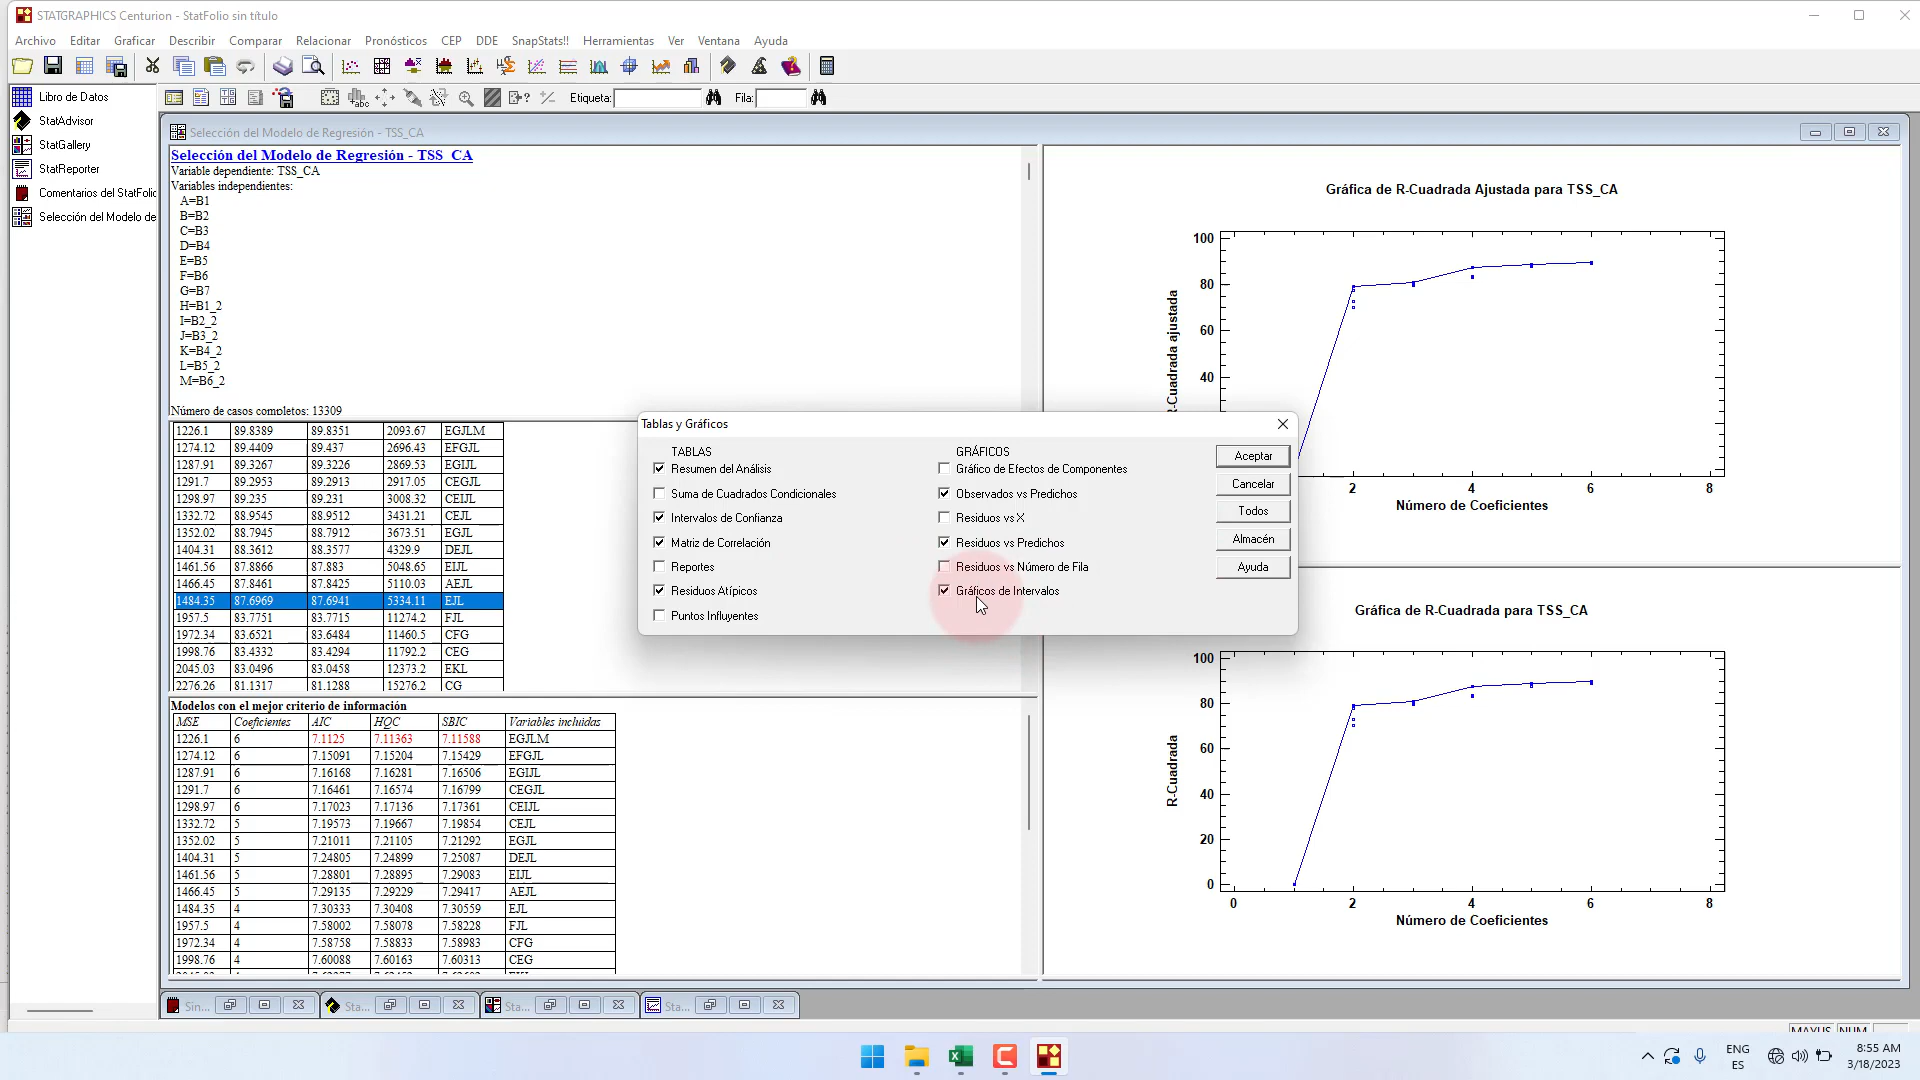 STATGRAPHICS Centurion - StatFolio sin título
Archivo Editar Graficar Describir Comparar Relacionar Pronósticos CEP DDE SnapStats!! Herramientas Ver Ventana Ayuda
Etiqueta: Fila:
Libro de Datos
StatAdvisor
StatGallery
StatReporter
Comentarios del StatFolio
Selección del Modelo de
Selección del Modelo de Regresión - TSS_CA
Selección del Modelo de Regresión - TSS_CA
Variable dependiente: TSS_CA
Variables independientes:
A=B1
B=B2
C=B3
D=B4
E=B5
F=B6
G=B7
H=B1_2
I=B2_2
J=B3_2
K=B4_2
L=B5_2
M=B6_2
Número de casos completos: 13309
1226.1 89.8389 89.8351 2093.67 EGJLM
1274.12 89.4409 89.437 2696.43 EFGJL
1287.91 89.3267 89.3226 2869.53 EGIJL
1291.7 89.2953 89.2913 2917.05 CEGJL
1298.97 89.235 89.231 3008.32 CEIJL
1332.72 88.9545 88.9512 3431.21 CEJL
1352.02 88.7945 88.7912 3673.51 EGJL
1404.31 88.3612 88.3577 4329.9 DEJL
1461.56 87.8866 87.883 5048.65 EIJL
1466.45 87.8461 87.8425 5110.03 AEJL
1484.35 87.6969 87.6941 5334.11 EJL
1957.5 83.7751 83.7715 11274.2 FJL
1972.34 83.6521 83.6484 11460.5 CFG
1998.76 83.4332 83.4294 11792.2 CEG
2045.03 83.0496 83.0458 12373.2 EKL
2276.26 81.1317 81.1288 15276.2 CG
Modelos con el mejor criterio de información
MSE Coeficientes AIC HQC SBIC Variables incluidas
1226.1 6 7.1125 7.11363 7.11588 EGJLM
1274.12 6 7.15091 7.15204 7.15429 EFGJL
1287.91 6 7.16168 7.16281 7.16506 EGIJL
1291.7 6 7.16461 7.16574 7.16799 CEGJL
1298.97 6 7.17023 7.17136 7.17361 CEIJL
1332.72 5 7.19573 7.19667 7.19854 CEJL
1352.02 5 7.21011 7.21105 7.21292 EGJL
1404.31 5 7.24805 7.24899 7.25087 DEJL
1461.56 5 7.28801 7.28895 7.29083 EIJL
1466.45 5 7.29135 7.29229 7.29417 AEJL
1484.35 4 7.30333 7.30408 7.30559 EJL
1957.5 4 7.58002 7.58078 7.58228 FJL
1972.34 4 7.58758 7.58833 7.58983 CFG
1998.76 4 7.60088 7.60163 7.60313 CEG
Tablas y Gráficos
TABLAS
Resumen del Análisis
Suma de Cuadrados Condicionales
Intervalos de Confianza
Matriz de Correlación
Reportes
Residuos Atípicos
Puntos Influyentes
GRÁFICOS
Gráfico de Efectos de Componentes
Observados vs Predichos
Residuos vs X
Residuos vs Predichos
Residuos vs Número de Fila
Gráficos de Intervalos
Aceptar
Cancelar
Todos
Almacén
Ayuda
Gráfica de R-Cuadrada Ajustada para TSS_CA
R-Cuadrada ajustada
100
80
60
40
2 4 6 8
Número de Coeficientes
Gráfica de R-Cuadrada para TSS_CA
R-Cuadrada
100
80
60
40
20
0
0 2 4 6 8
Número de Coeficientes
Sin... Sta... Sta... Sta...
MAYUS NUM
ENG
ES
8:55 AM
3/18/2023